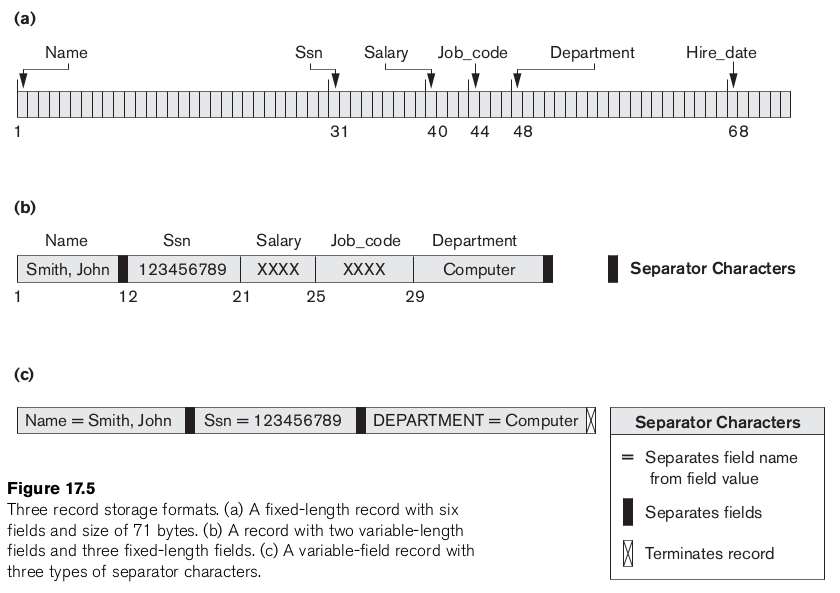 (a)
Name Ssn Salary Job_code Department Hire_date
1 31 40 44 48 68
(b)
Name Ssn Salary Job_code Department
Smith, John 123456789 XXXX XXXX Computer Separator Characters
1 12 21 25 29
(c)
Name = Smith, John Ssn = 123456789 DEPARTMENT = Computer
Separator Characters
= Separates field name
from field value
Separates fields
Terminates record
Figure 17.5
Three record storage formats. (a) A fixed-length record with six
fields and size of 71 bytes. (b) A record with two variable-length
fields and three fixed-length fields. (c) A variable-field record with
three types of separator characters.